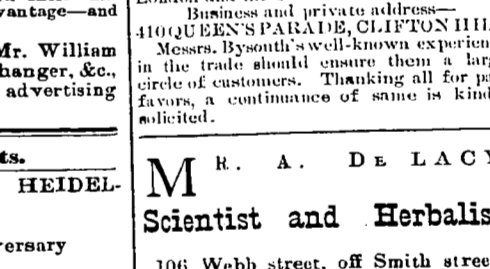 vantage—and
Mr. William
hanger, &c.,
advertising
ts.
HEIDEL-
versary
Business and private address—
410 QUEEN'S PARADE, CLIFTON HILL
Messrs. Bysouth's well-known experien
in the trade should ensure them a lar
circle of customers. Thanking all for pa
favors, a continuance of same is kind
solicited.
MR. A. DE LACY
Scientist and Herbalis
106 Webb street, off Smith stree